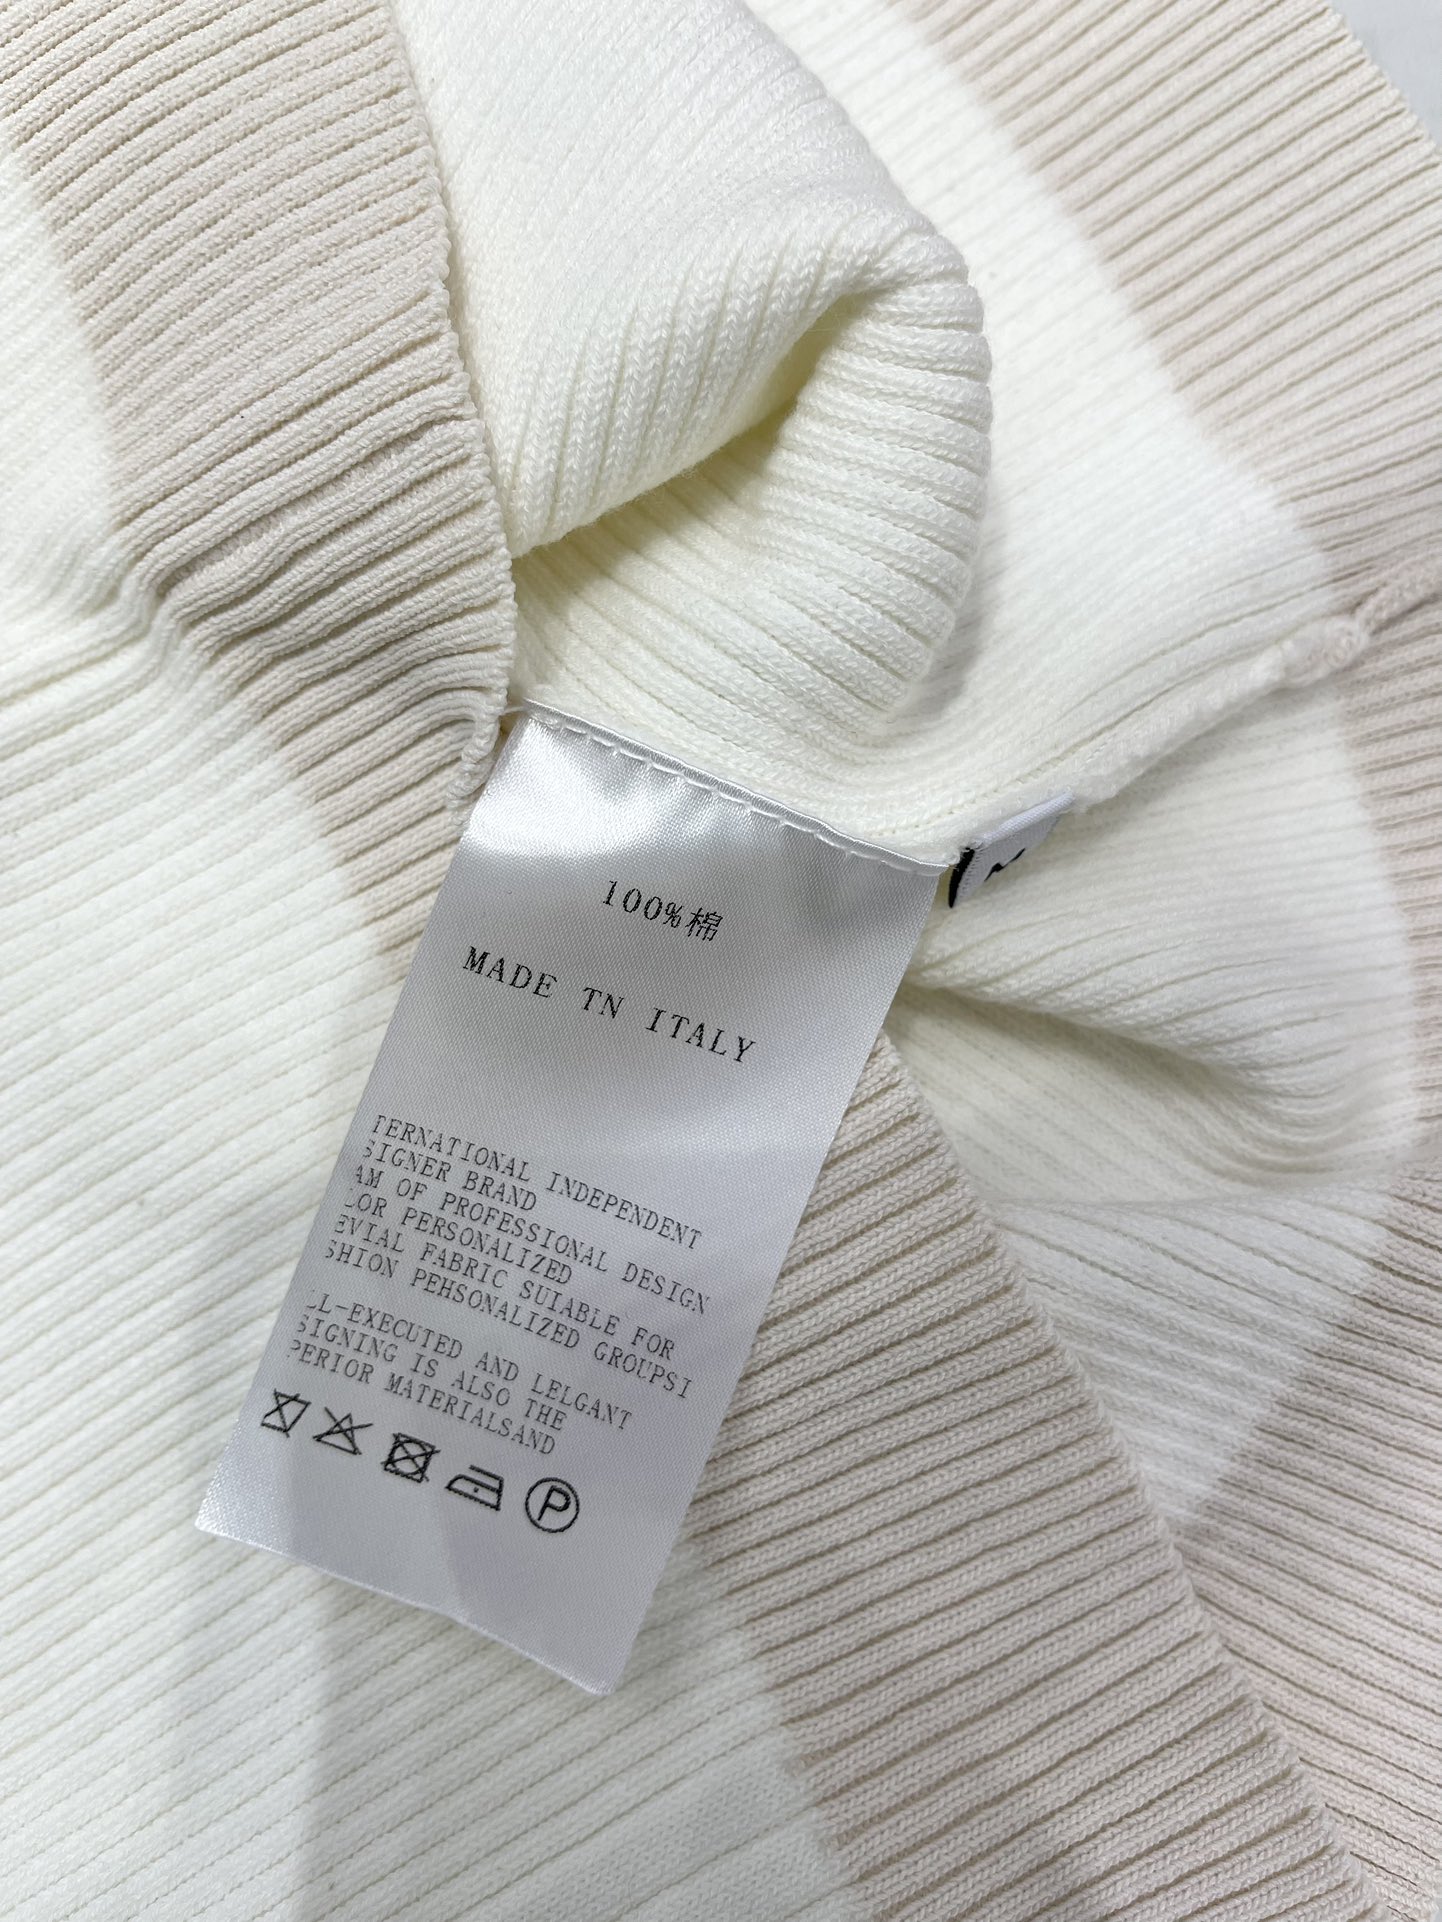 100%棉
MADE TN ITALY
TERNATIONAL INDEPENDENT
SIGNER BRAND
AM OF PROFESSIONAL DESIGN
LOR PERSONALIZED
EVIAL FABRIC SUIABLE FOR
SHION PEHSONALIZED GROUPSI
LL-EXECUTED AND LELGANT
SIGNING IS ALSO THE
PERIOR MATERIALSAND
P